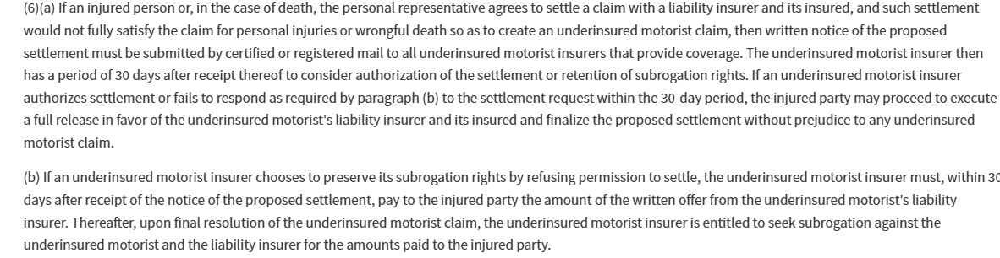 (6)(a) If an injured person or, in the case of death, the personal representative agrees to settle a claim with a liability insurer and its insured, and such settlement
would not fully satisfy the claim for personal injuries or wrongful death so as to create an underinsured motorist claim, then written notice of the proposed
settlement must be submitted by certified or registered mail to all underinsured motorist insurers that provide coverage. The underinsured motorist insurer then
has a period of 30 days after receipt thereof to consider authorization of the settlement or retention of subrogation rights. If an underinsured motorist insurer
authorizes settlement or fails to respond as required by paragraph (b) to the settlement request within the 30-day period, the injured party may proceed to execute
a full release in favor of the underinsured motorist's liability insurer and its insured and finalize the proposed settlement without prejudice to any underinsured
motorist claim.
(b) If an underinsured motorist insurer chooses to preserve its subrogation rights by refusing permission to settle, the underinsured motorist insurer must, within 30
days after receipt of the notice of the proposed settlement, pay to the injured party the amount of the written offer from the underinsured motorist's liability
insurer. Thereafter, upon final resolution of the underinsured motorist claim, the underinsured motorist insurer is entitled to seek subrogation against the
underinsured motorist and the liability insurer for the amounts paid to the injured party.